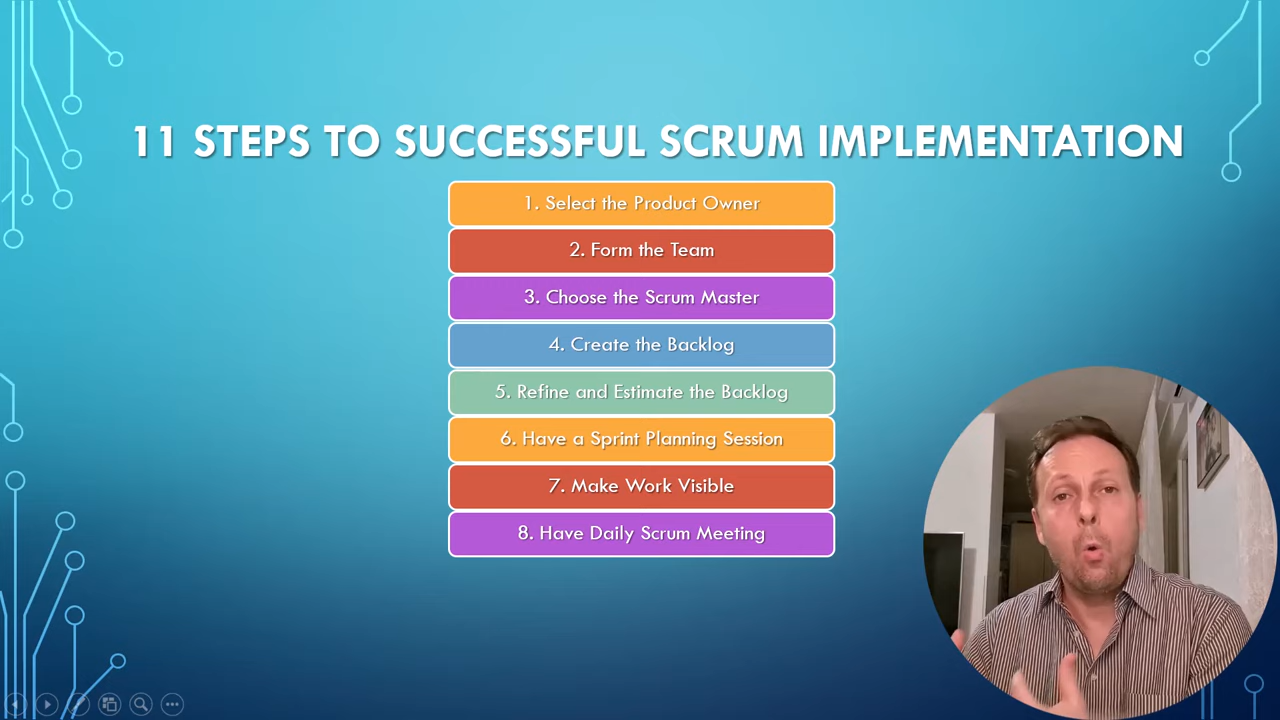 11 STEPS TO SUCCESSFUL SCRUM IMPLEMENTATION
1. Select the Product Owner
2. Form the Team
3. Choose the Scrum Master
4. Create the Backlog
5. Refine and Estimate the Backlog
6. Have a Sprint Planning Session
7. Make Work Visible
8. Have Daily Scrum Meeting